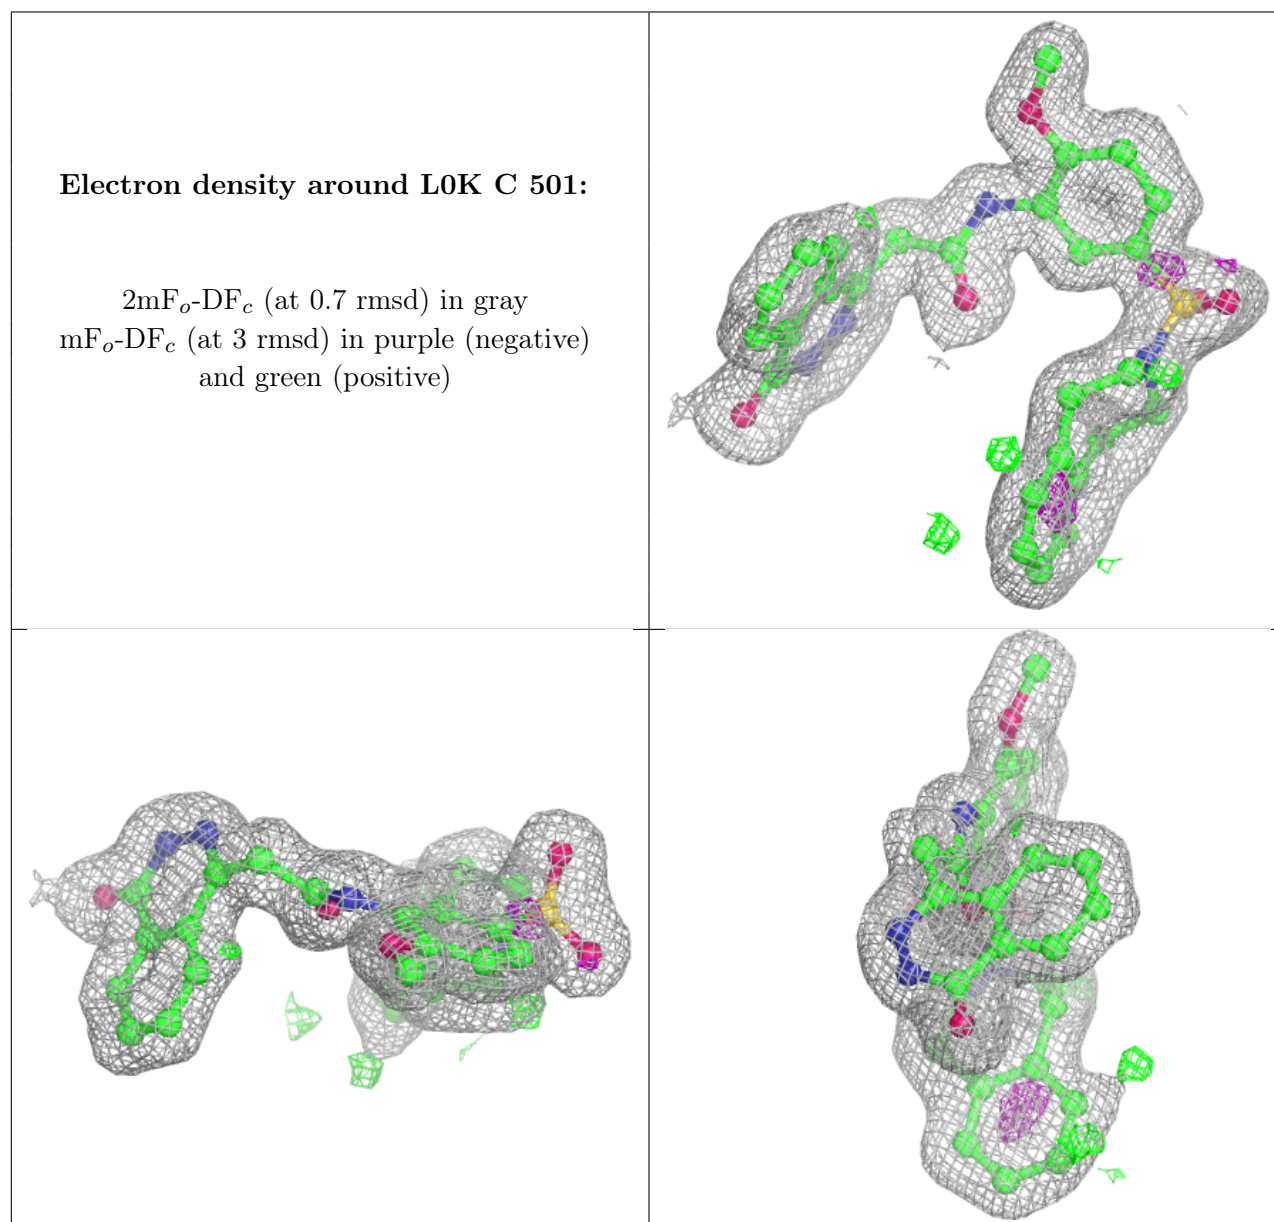 Electron density around L0K C 501:
2mFo-DFc (at 0.7 rmsd) in gray
mFo-DFc (at 3 rmsd) in purple (negative)
and green (positive)